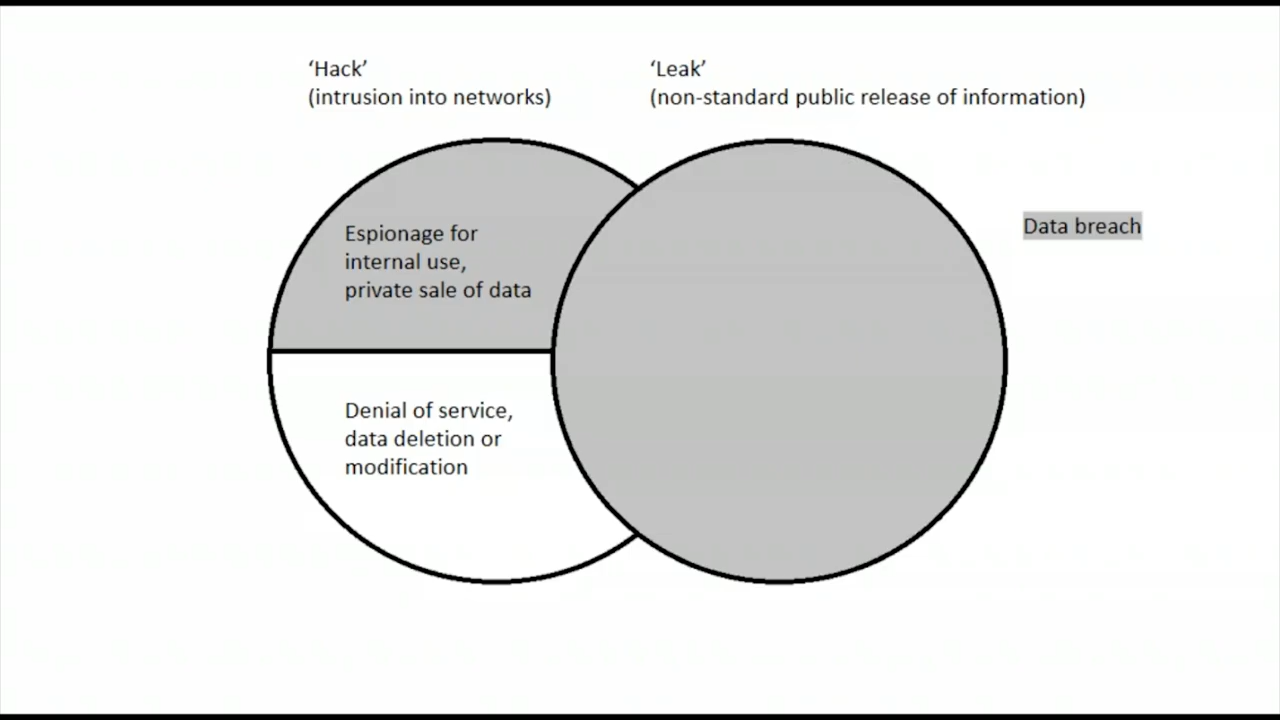 ‘Hack’
(intrusion into networks)
‘Leak’
(non-standard public release of information)
Data breach
Espionage for
internal use,
private sale of data
Denial of service,
data deletion or
modification